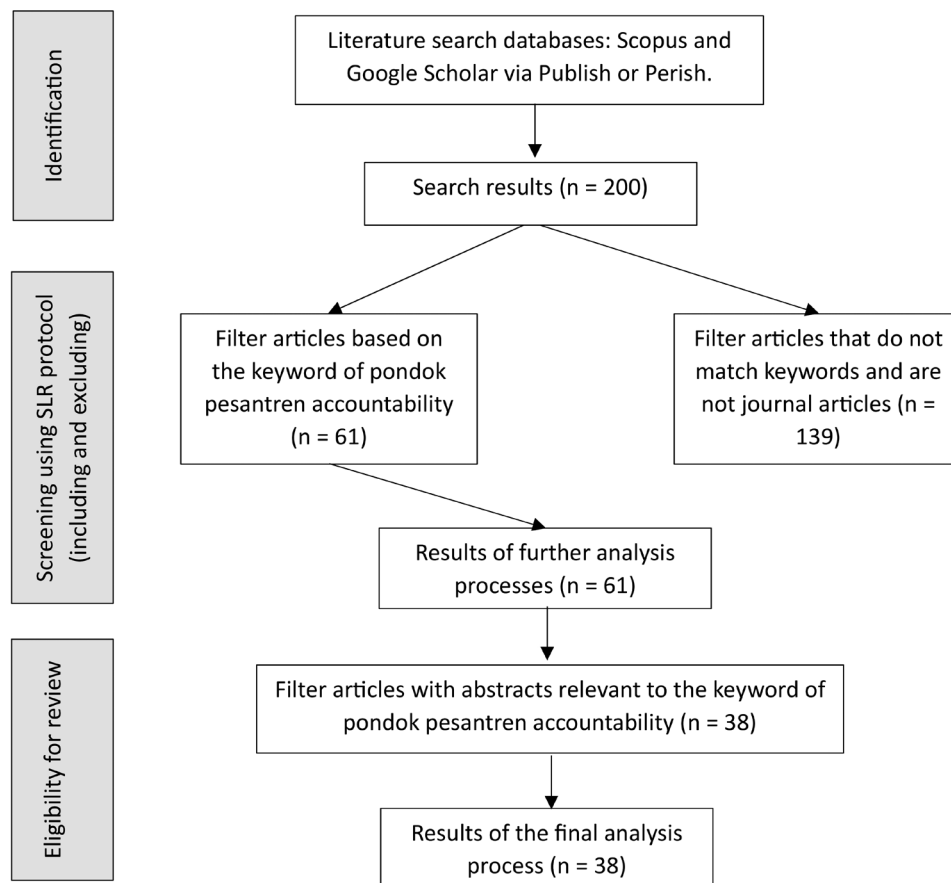 Identification
Literature search databases: Scopus and
Google Scholar via Publish or Perish.
Search results (n = 200)
Screening using SLR protocol
(including and excluding)
Filter articles based on
the keyword of pondok
pesantren accountability
(n = 61)
Filter articles that do not
match keywords and are
not journal articles (n =
139)
Results of further analysis
processes (n = 61)
Eligibility for review
Filter articles with abstracts relevant to the keyword of
pondok pesantren accountability (n = 38)
Results of the final analysis
process (n = 38)